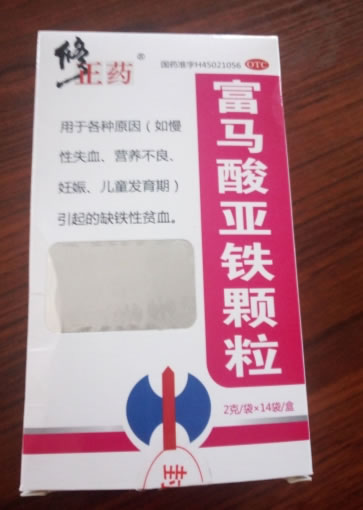 修正药®
国药准字H45021056 OTC
富马酸亚铁颗粒
用于各种原因（如慢
性失血、营养不良、
妊娠、儿童发育期）
引起的缺铁性贫血。
2克/袋×14袋/盒
封